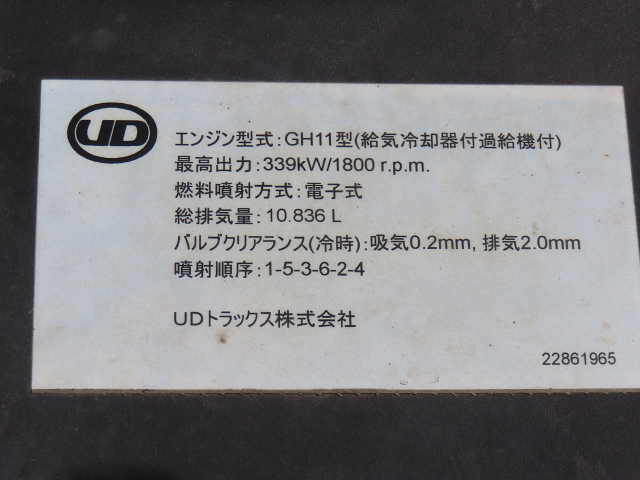 UD
エンジン型式:GH11型(給気冷却器付過給機付)
最高出力:339kW/1800 r.p.m.
燃料噴射方式:電子式
総排気量:10.836 L
バルブクリアランス(冷時):吸気0.2mm, 排気2.0mm
噴射順序:1-5-3-6-2-4
UDトラックス株式会社
22861965